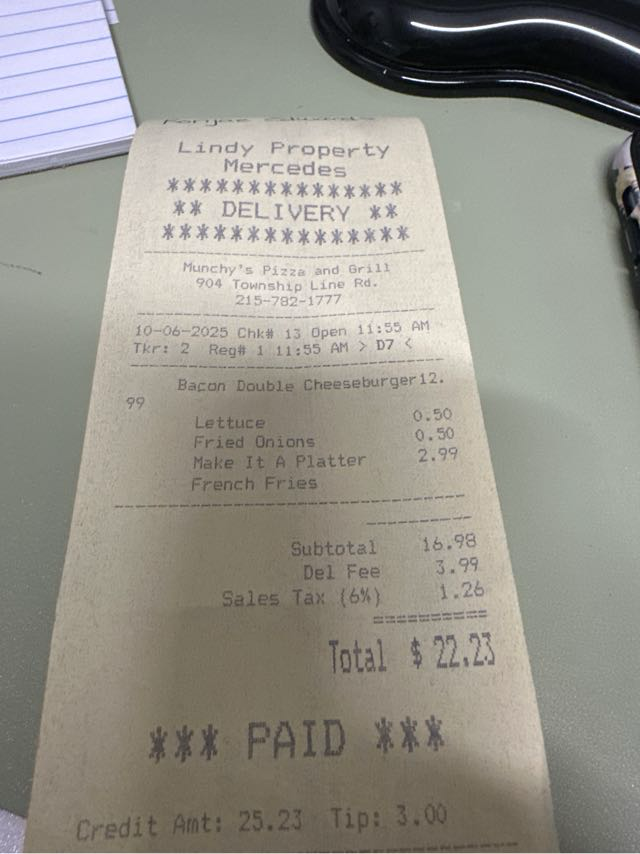 Lindy Property
Mercedes
***************
** DELIVERY **
***************
Munchy's Pizza and Grill
904 Township Line Rd.
215-782-1777
10-06-2025 Chk# 13 Open 11:55 AM
Tkr: 2 Reg# 1 11:55 AM > D7 <
Bacon Double Cheeseburger12.
99
Lettuce 0.50
Fried Onions 0.50
Make It A Platter 2.99
French Fries
Subtotal 16.98
Del Fee 3.99
Sales Tax (6%) 1.26
Total $ 22.23
*** PAID ***
Credit Amt: 25.23 Tip: 3.00